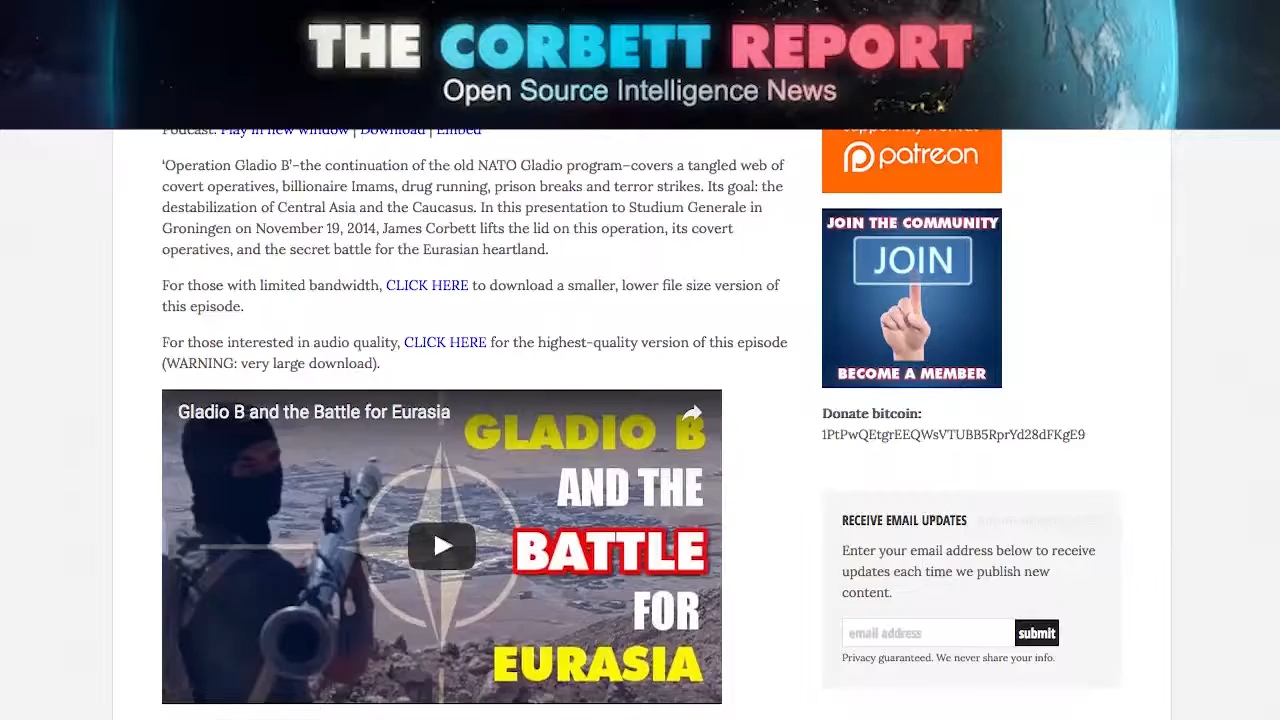 THE CORBETT REPORT
Open Source Intelligence News
Podcast: Play in new window | Download | Embed
'Operation Gladio B'–the continuation of the old NATO Gladio program–covers a tangled web of
covert operatives, billionaire Imams, drug running, prison breaks and terror strikes. Its goal: the
destabilization of Central Asia and the Caucasus. In this presentation to Studium Generale in
Groningen on November 19, 2014, James Corbett lifts the lid on this operation, its covert
operatives, and the secret battle for the Eurasian heartland.
For those with limited bandwidth, CLICK HERE to download a smaller, lower file size version of
this episode.
For those interested in audio quality, CLICK HERE for the highest-quality version of this episode
(WARNING: very large download).
Gladio B and the Battle for Eurasia
GLADIO B
AND THE
BATTLE
FOR
EURASIA
support my work at
patreon
JOIN THE COMMUNITY
JOIN
BECOME A MEMBER
Donate bitcoin:
1PtPwQEtgrEEQWsVTUBB5RprYd28dFKgE9
RECEIVE EMAIL UPDATES
Enter your email address below to receive
updates each time we publish new
content.
email address
submit
Privacy guaranteed. We never share your info.